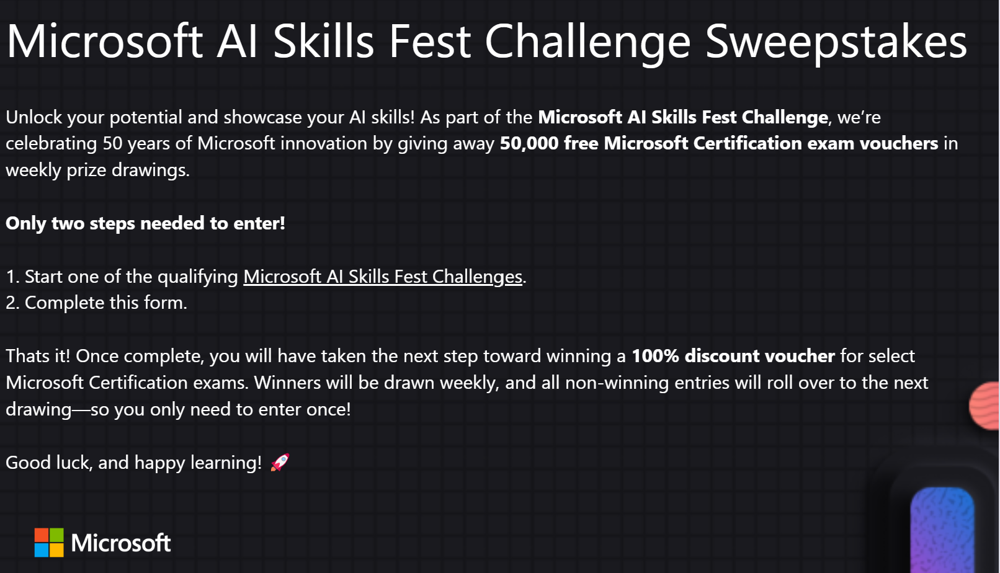 Microsoft AI Skills Fest Challenge Sweepstakes
Unlock your potential and showcase your AI skills! As part of the Microsoft AI Skills Fest Challenge, we’re
celebrating 50 years of Microsoft innovation by giving away 50,000 free Microsoft Certification exam vouchers in
weekly prize drawings.
Only two steps needed to enter!
1. Start one of the qualifying Microsoft AI Skills Fest Challenges.
2. Complete this form.
Thats it! Once complete, you will have taken the next step toward winning a 100% discount voucher for select
Microsoft Certification exams. Winners will be drawn weekly, and all non-winning entries will roll over to the next
drawing—so you only need to enter once!
Good luck, and happy learning! 🚀
Microsoft